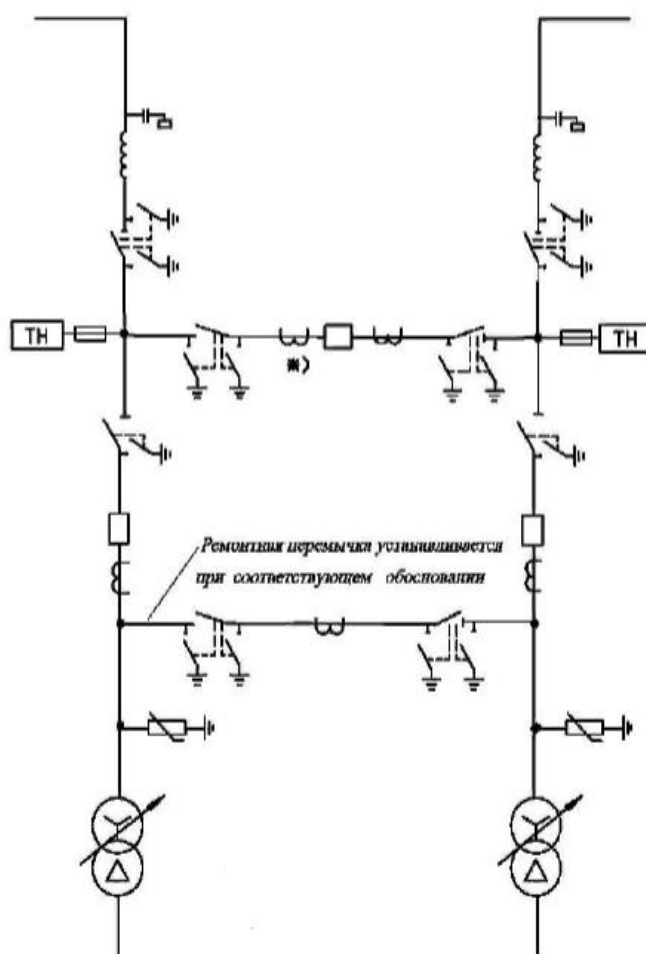 ТН
ТН
ж)
Ремонтная перемычка устанавливается
при соответствующем обосновании